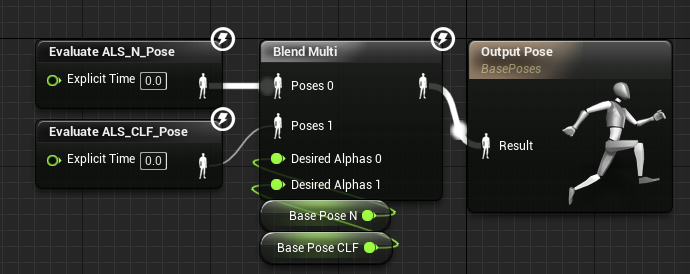 Evaluate ALS_N_Pose
Explicit Time 0.0
Evaluate ALS_CLF_Pose
Explicit Time 0.0
Blend Multi
Poses 0
Poses 1
Desired Alphas 0
Desired Alphas 1
Base Pose N
Base Pose CLF
Output Pose
BasePoses
Result